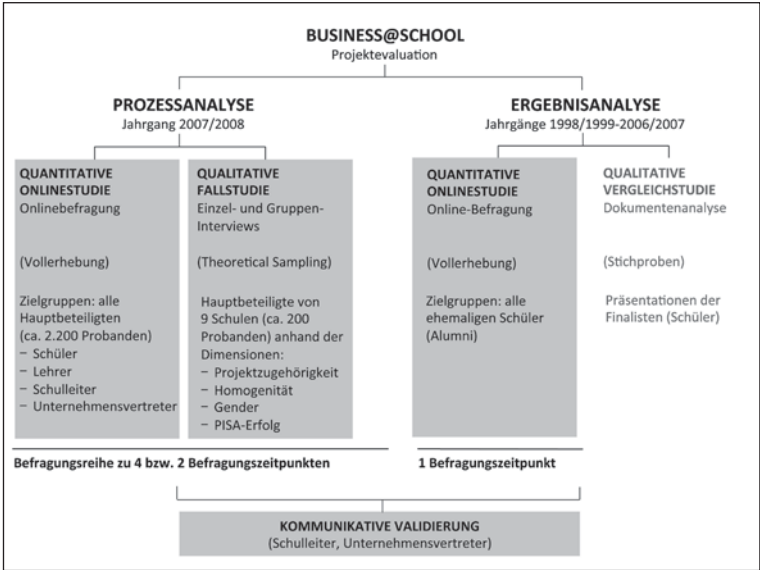 BUSINESS@SCHOOL
Projektevaluation
PROZESSANALYSE
Jahrgang 2007/2008
QUANTITATIVE
ONLINESTUDIE
Onlinebefragung
(Vollerhebung)
Zielgruppen: alle
Hauptbeteiligten
(ca. 2.200 Probanden)
– Schüler
– Lehrer
– Schulleiter
– Unternehmensvertreter
QUALITATIVE
FALLSTUDIE
Einzel- und Gruppen-
Interviews
(Theoretical Sampling)
Hauptbeteiligte von
9 Schulen (ca. 200
Probanden) anhand der
Dimensionen:
– Projektzugehörigkeit
– Homogenität
– Gender
– PISA-Erfolg
Befragungsreihe zu 4 bzw. 2 Befragungszeitpunkten
ERGEBNISANALYSE
Jahrgänge 1998/1999-2006/2007
QUANTITATIVE
ONLINESTUDIE
Online-Befragung
(Vollerhebung)
Zielgruppen: alle
ehemaligen Schüler
(Alumni)
QUALITATIVE
VERGLEICHSTUDIE
Dokumentenanalyse
(Stichproben)
Präsentationen der
Finalisten (Schüler)
1 Befragungszeitpunkt
KOMMUNIKATIVE VALIDIERUNG
(Schulleiter, Unternehmensvertreter)